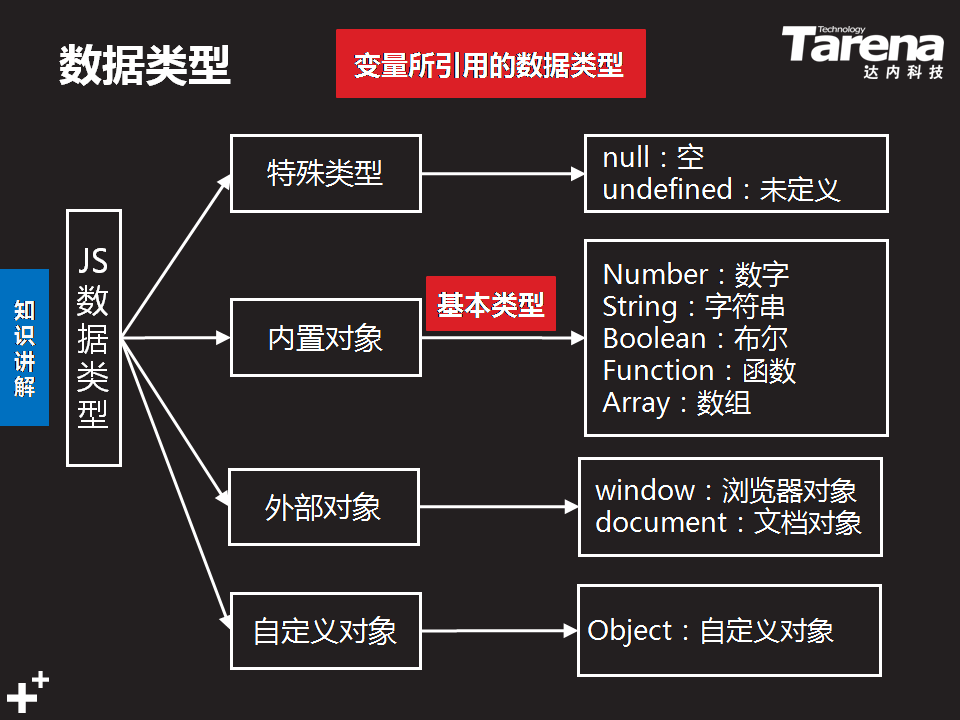 数据类型
变量所引用的数据类型
Technology
Tarena
达内科技
知识讲解
JS数据类型
特殊类型
null：空
undefined：未定义
内置对象
基本类型
Number：数字
String：字符串
Boolean：布尔
Function：函数
Array：数组
外部对象
window：浏览器对象
document：文档对象
自定义对象
Object：自定义对象